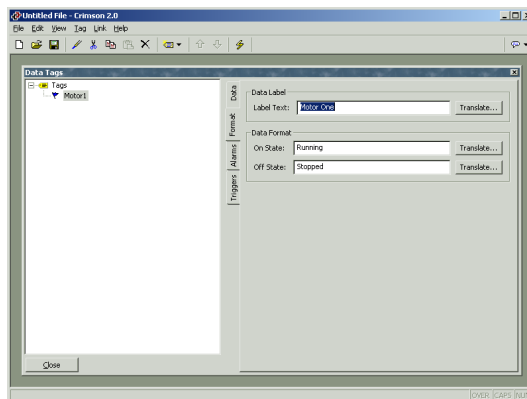 Untitled File - Crimson 2.0
File Edit View Tag Link Help
Data Tags
Tags
Motor1
Data
Format
Alarms
Triggers
Data Label
Label Text: Motor One Translate...
Data Format
On State: Running Translate...
Off State: Stopped Translate...
Close
OVER CAPS NU